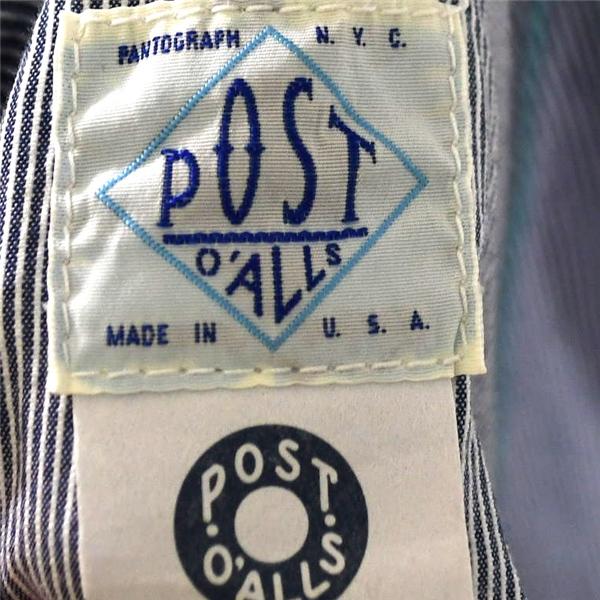 PANTOGRAPH N. Y. C.
POST
O'ALLS
MADE IN U. S. A.
POST
O'ALLS